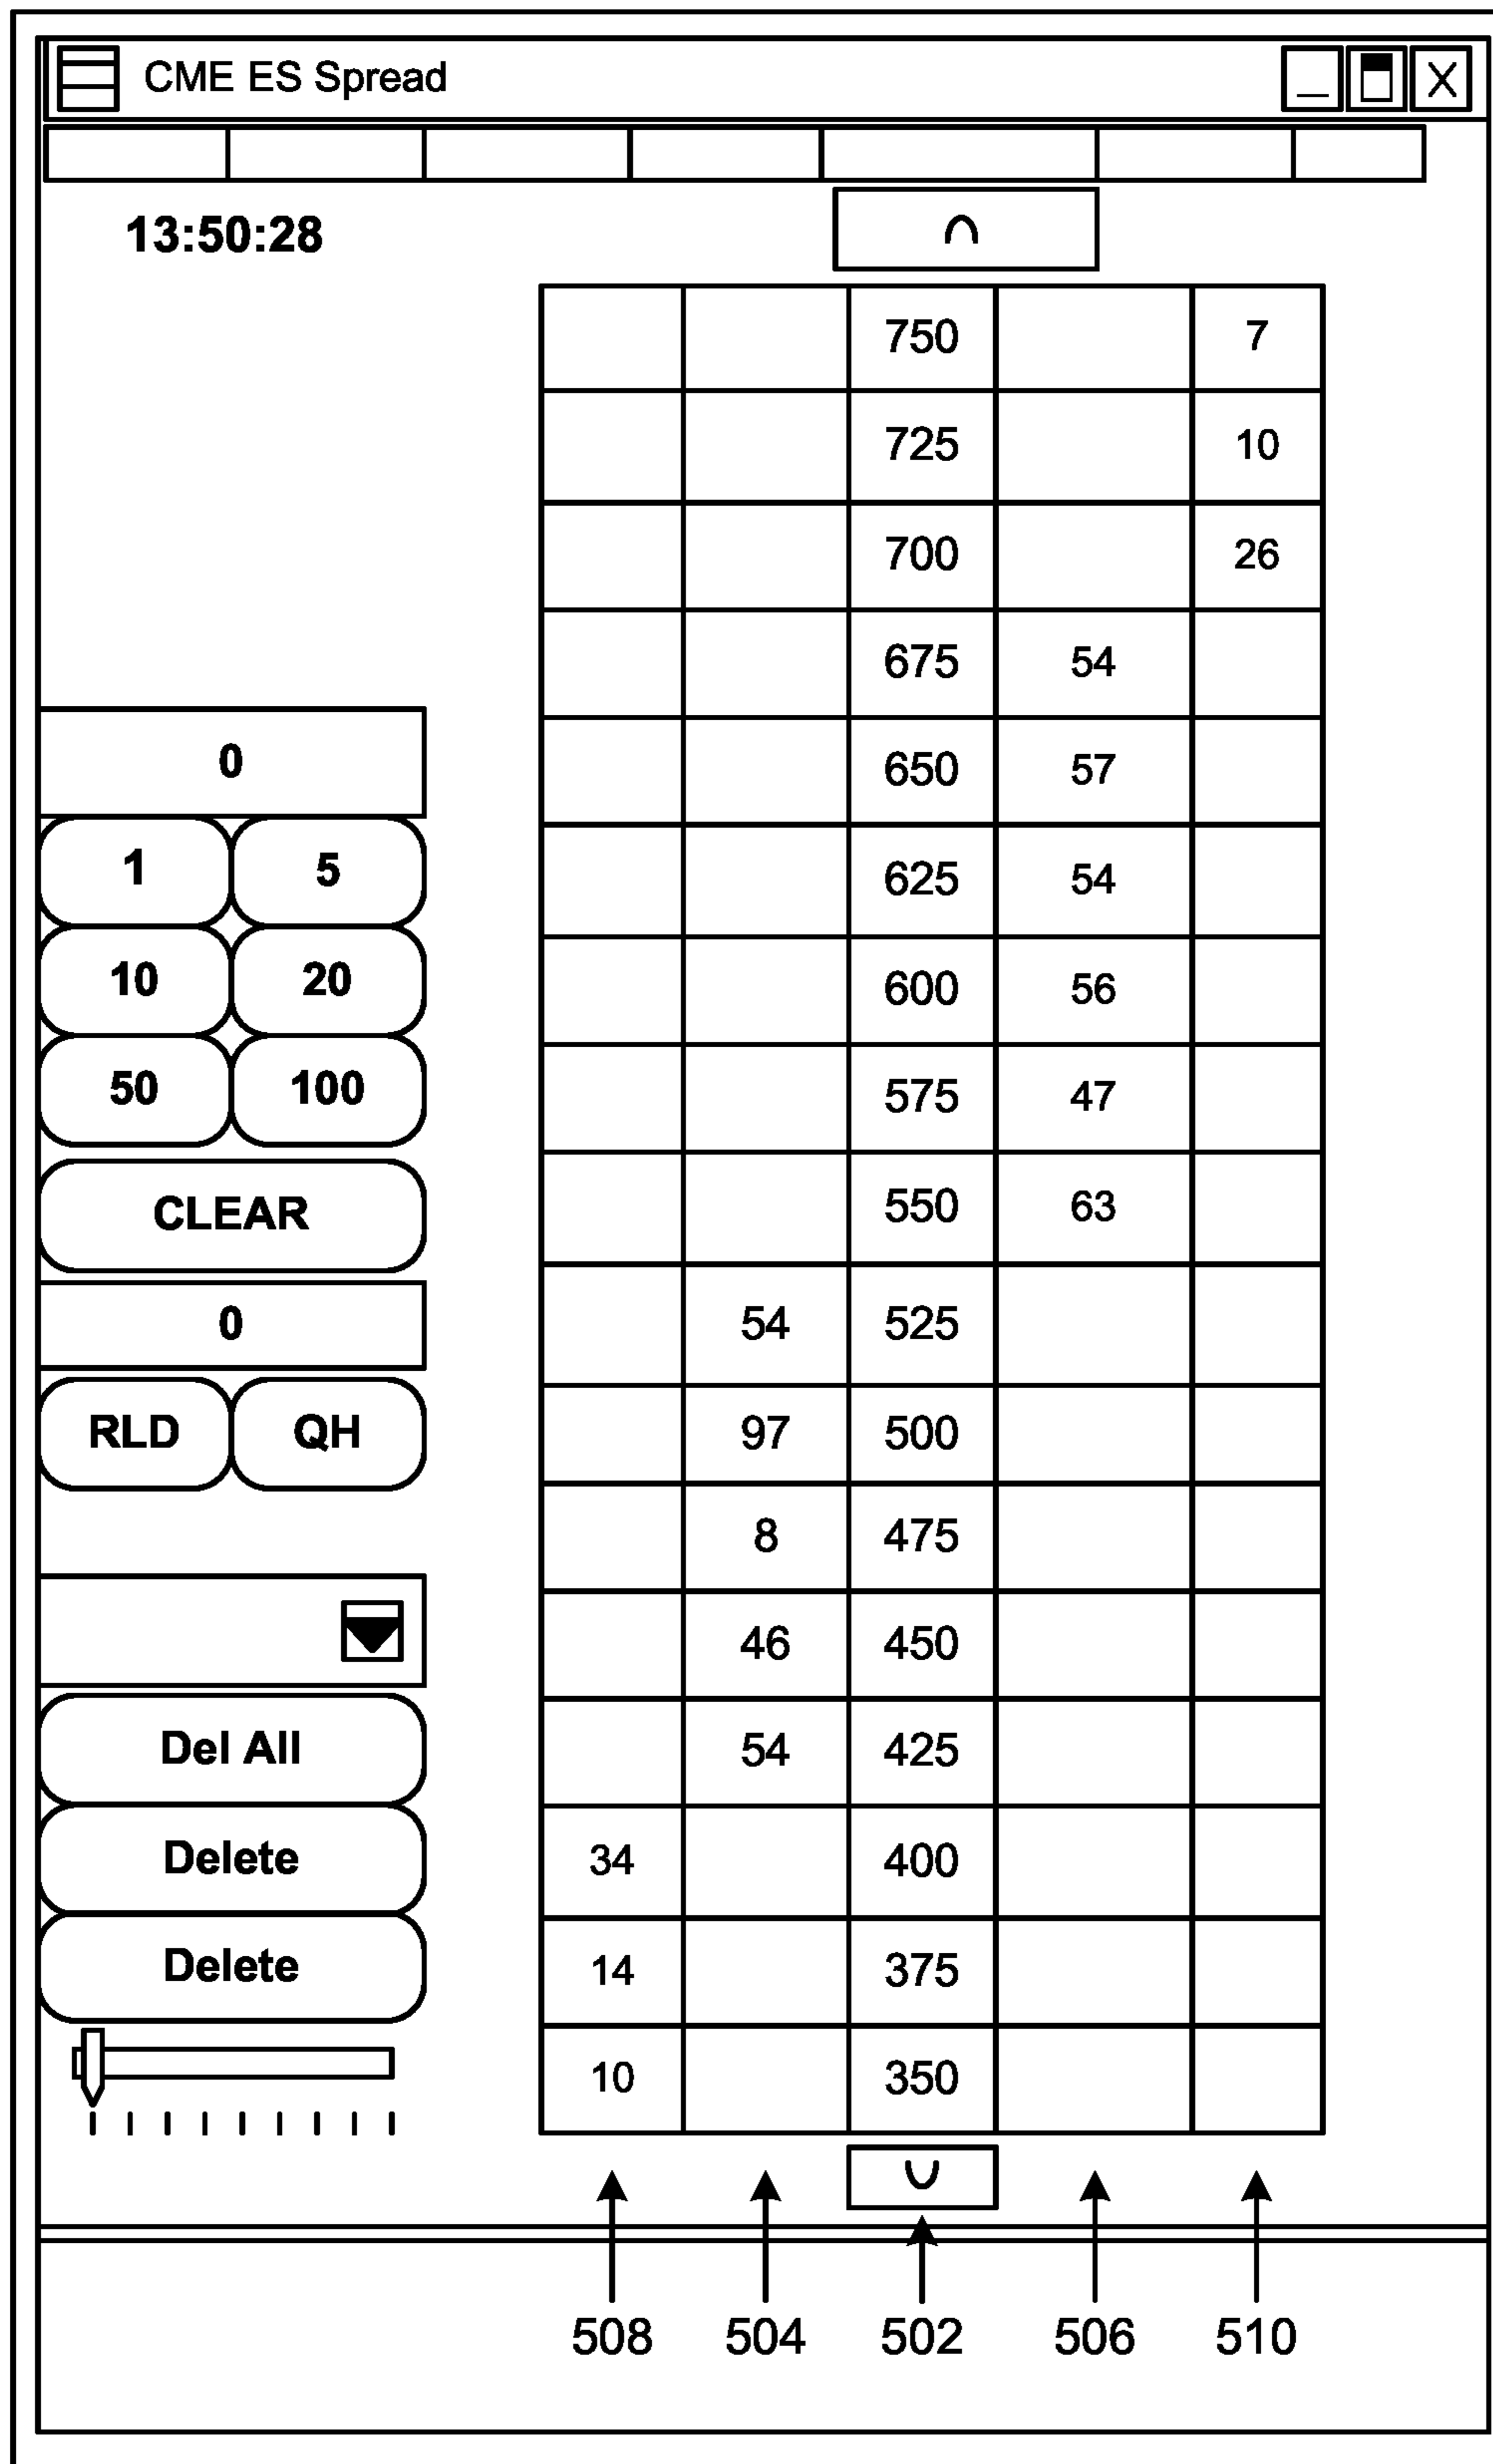 CME ES Spread
_ X
13:50:28
750 7
725 10
700 26
675 54
0 650 57
1 5 625 54
10 20 600 56
50 100 575 47
CLEAR 550 63
0 54 525
RLD QH 97 500
8 475
46 450
Del All 54 425
Delete 34 400
Delete 14 375
10 350
508 504 502 506 510